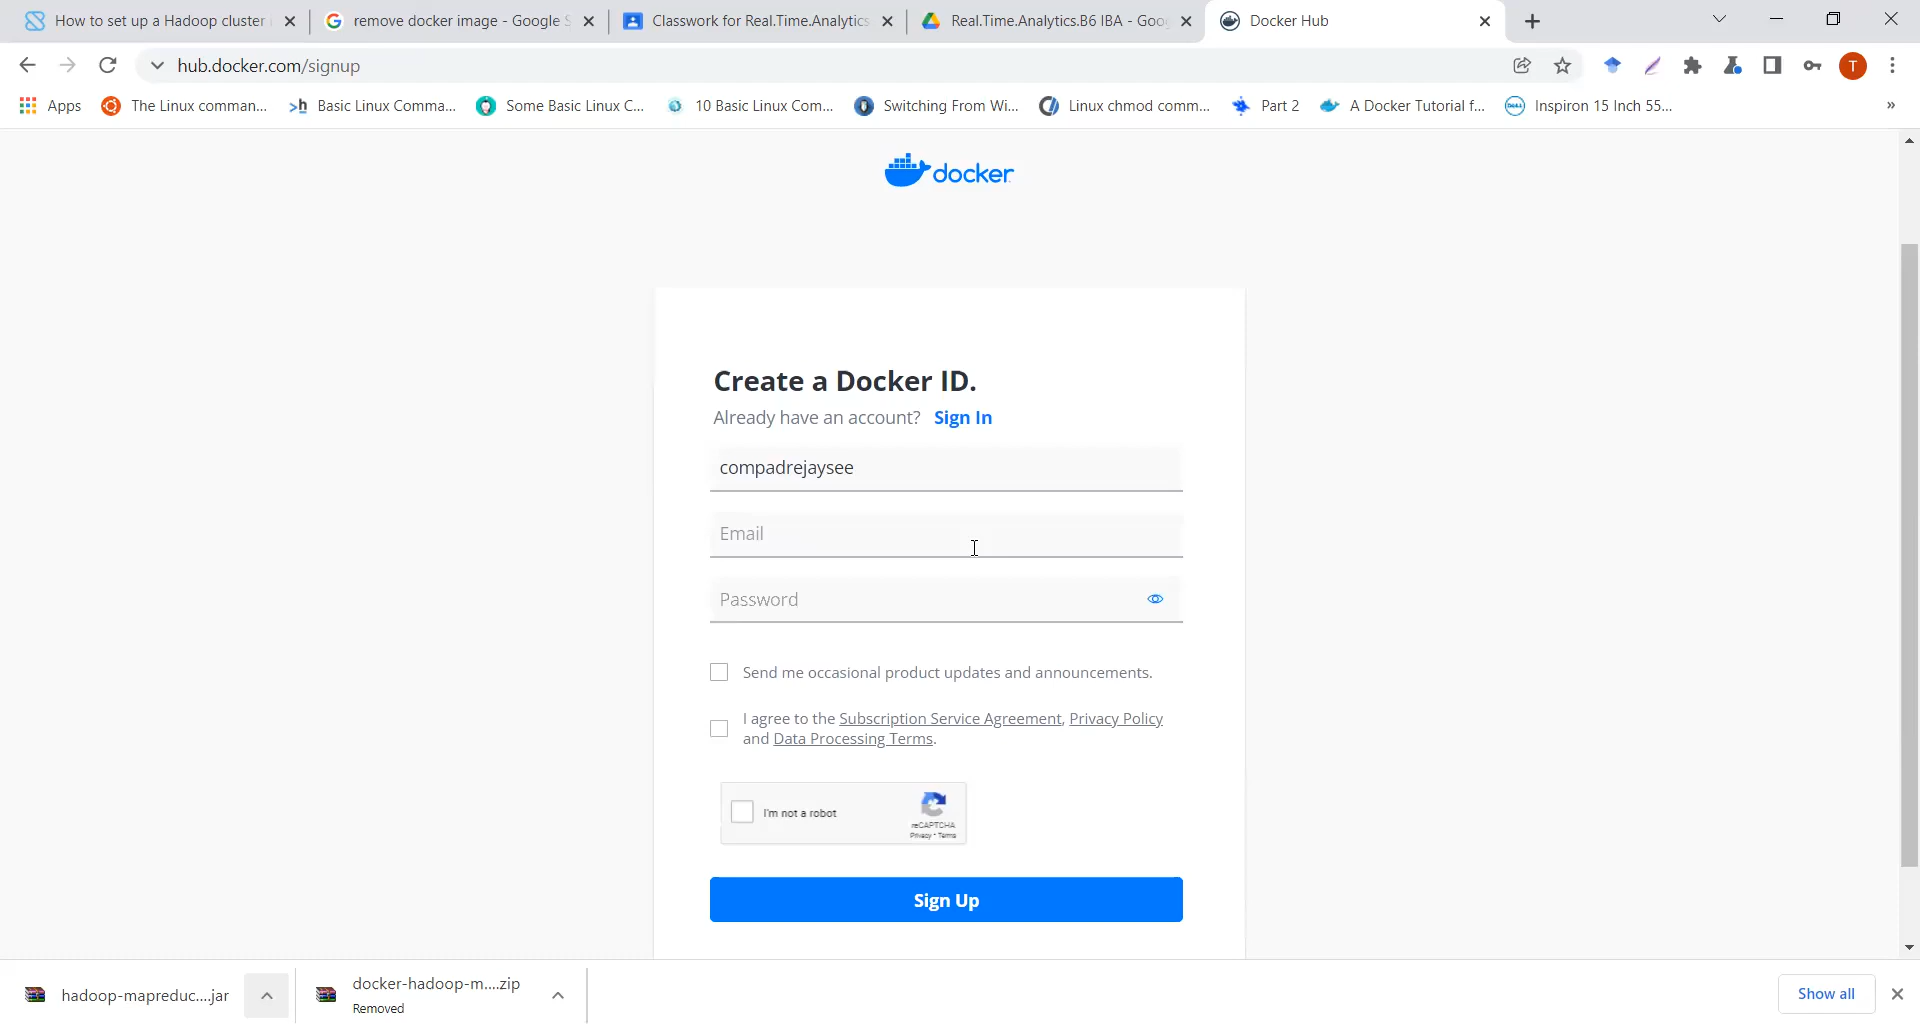 How to set up a Hadoop cluster i
remove docker image - Google S
Classwork for Real.Time.Analytics
Real.Time.Analytics.B6 IBA - Goo
Docker Hub
hub.docker.com/signup
T
Apps
The Linux comman...
Basic Linux Comma...
Some Basic Linux C...
10 Basic Linux Com...
Switching From Wi...
Linux chmod comm...
Part 2
A Docker Tutorial f...
DELL
Inspiron 15 Inch 55...
»
docker
Create a Docker ID.
Already have an account? Sign In
compadrejaysee
Email
Password
Send me occasional product updates and announcements.
I agree to the Subscription Service Agreement, Privacy Policy
and Data Processing Terms.
I'm not a robot
reCAPTCHA
Privacy • Terms
Sign Up
hadoop-mapreduc....jar
docker-hadoop-m....zip
Removed
Show all